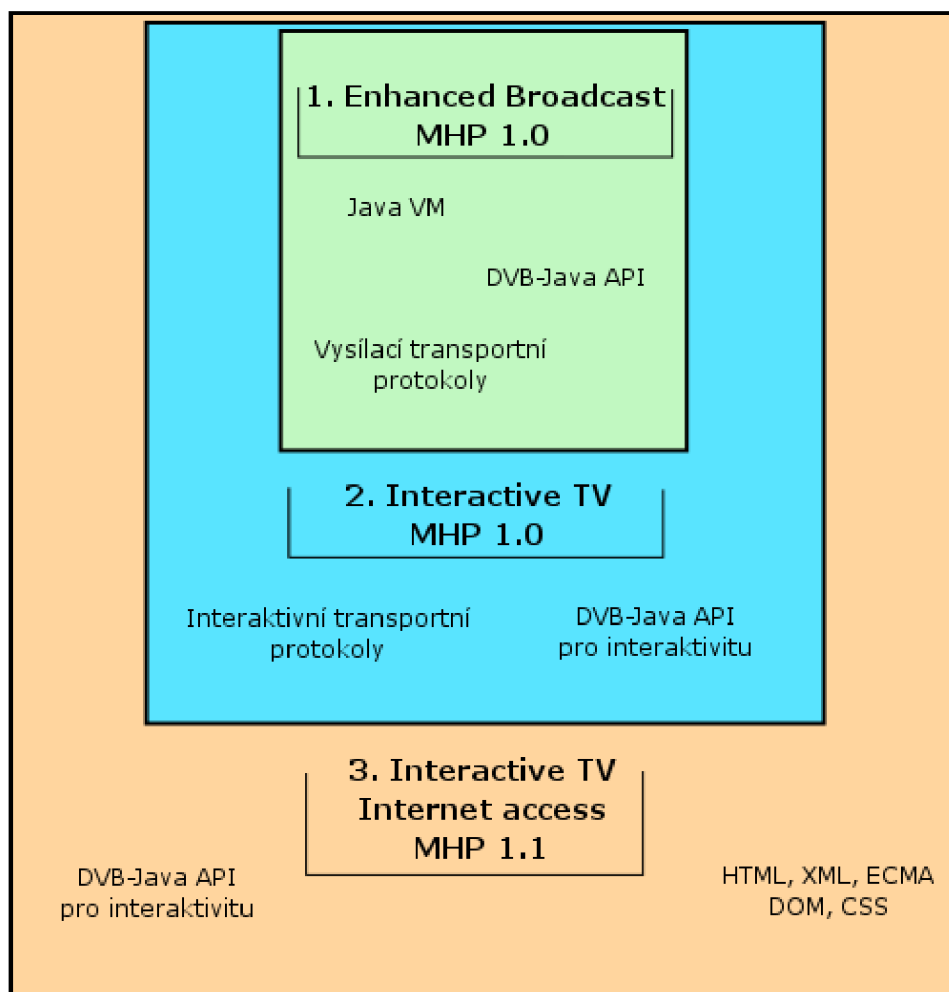 1. Enhanced Broadcast
MHP 1.0
Java VM
DVB-Java API
Vysílací transportní
protokoly
2. Interactive TV
MHP 1.0
Interaktivní transportní
protokoly
DVB-Java API
pro interaktivitu
3. Interactive TV
Internet access
MHP 1.1
DVB-Java API
pro interaktivitu
HTML, XML, ECMA
DOM, CSS